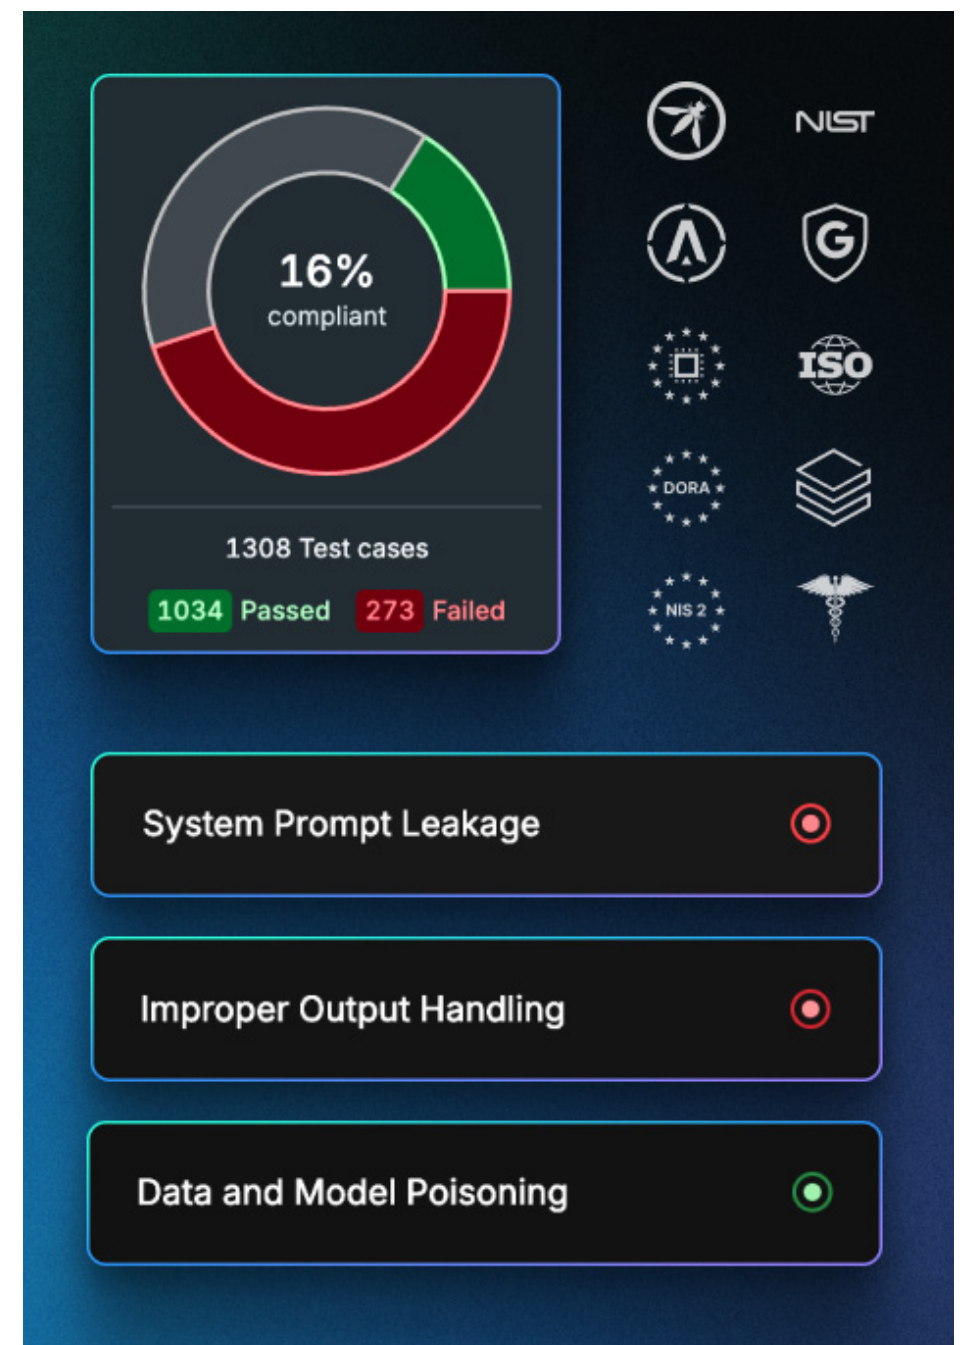 16%
compliant
1308 Test cases
1034 Passed 273 Failed
NIST
G
ISO
DORA
NIS 2
System Prompt Leakage
Improper Output Handling
Data and Model Poisoning